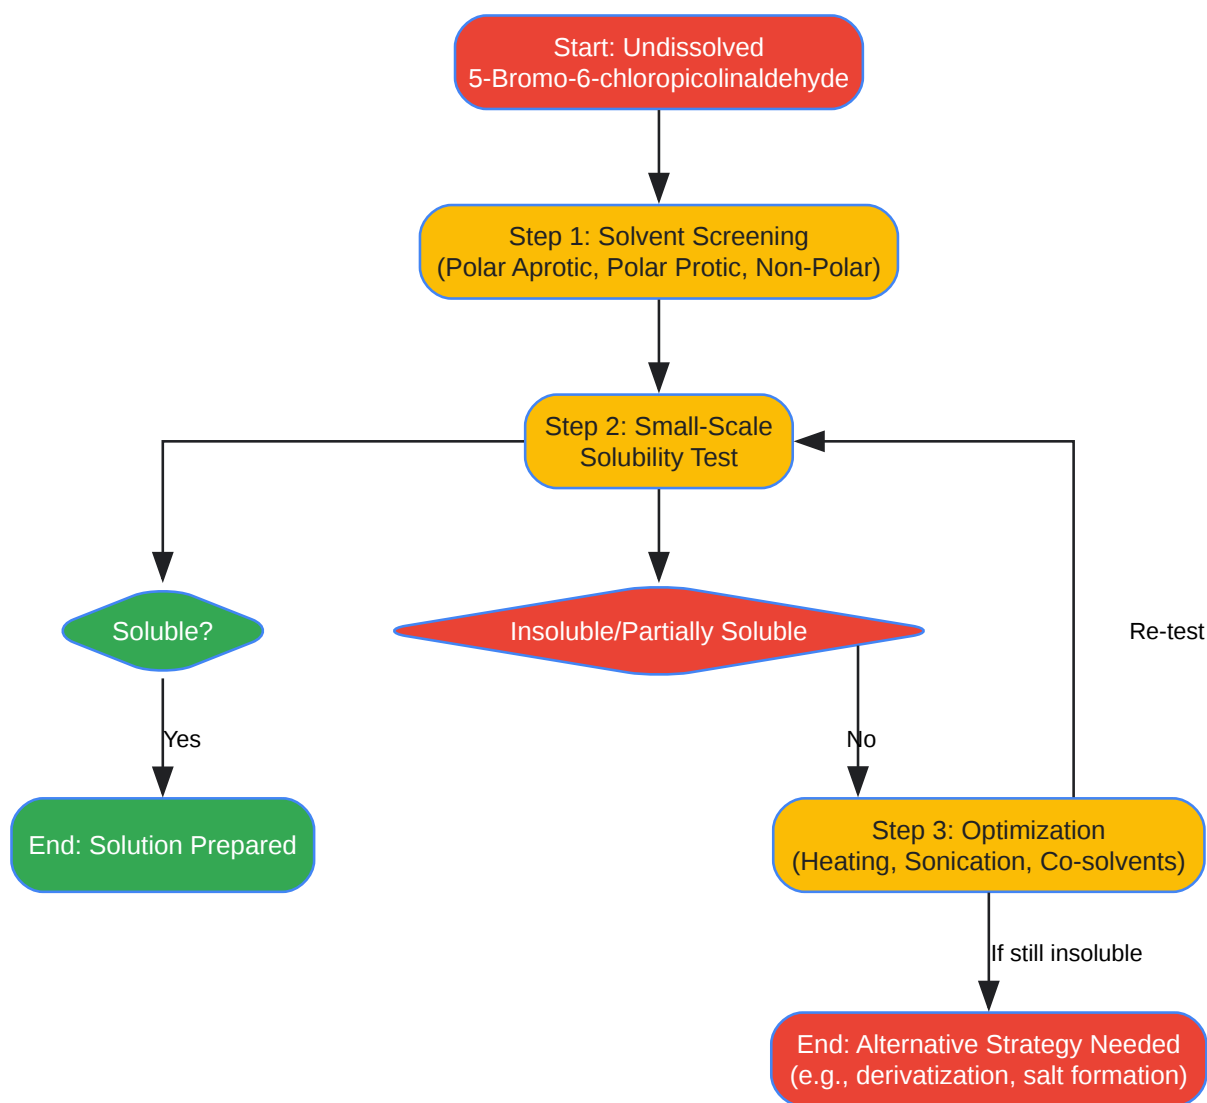 Start: Undissolved
5-Bromo-6-chloropicolinaldehyde
Step 1: Solvent Screening
(Polar Aprotic, Polar Protic, Non-Polar)
Step 2: Small-Scale
Solubility Test
Soluble?
Insoluble/Partially Soluble
Re-test
Yes
No
End: Solution Prepared
Step 3: Optimization
(Heating, Sonication, Co-solvents)
If still insoluble
End: Alternative Strategy Needed
(e.g., derivatization, salt formation)